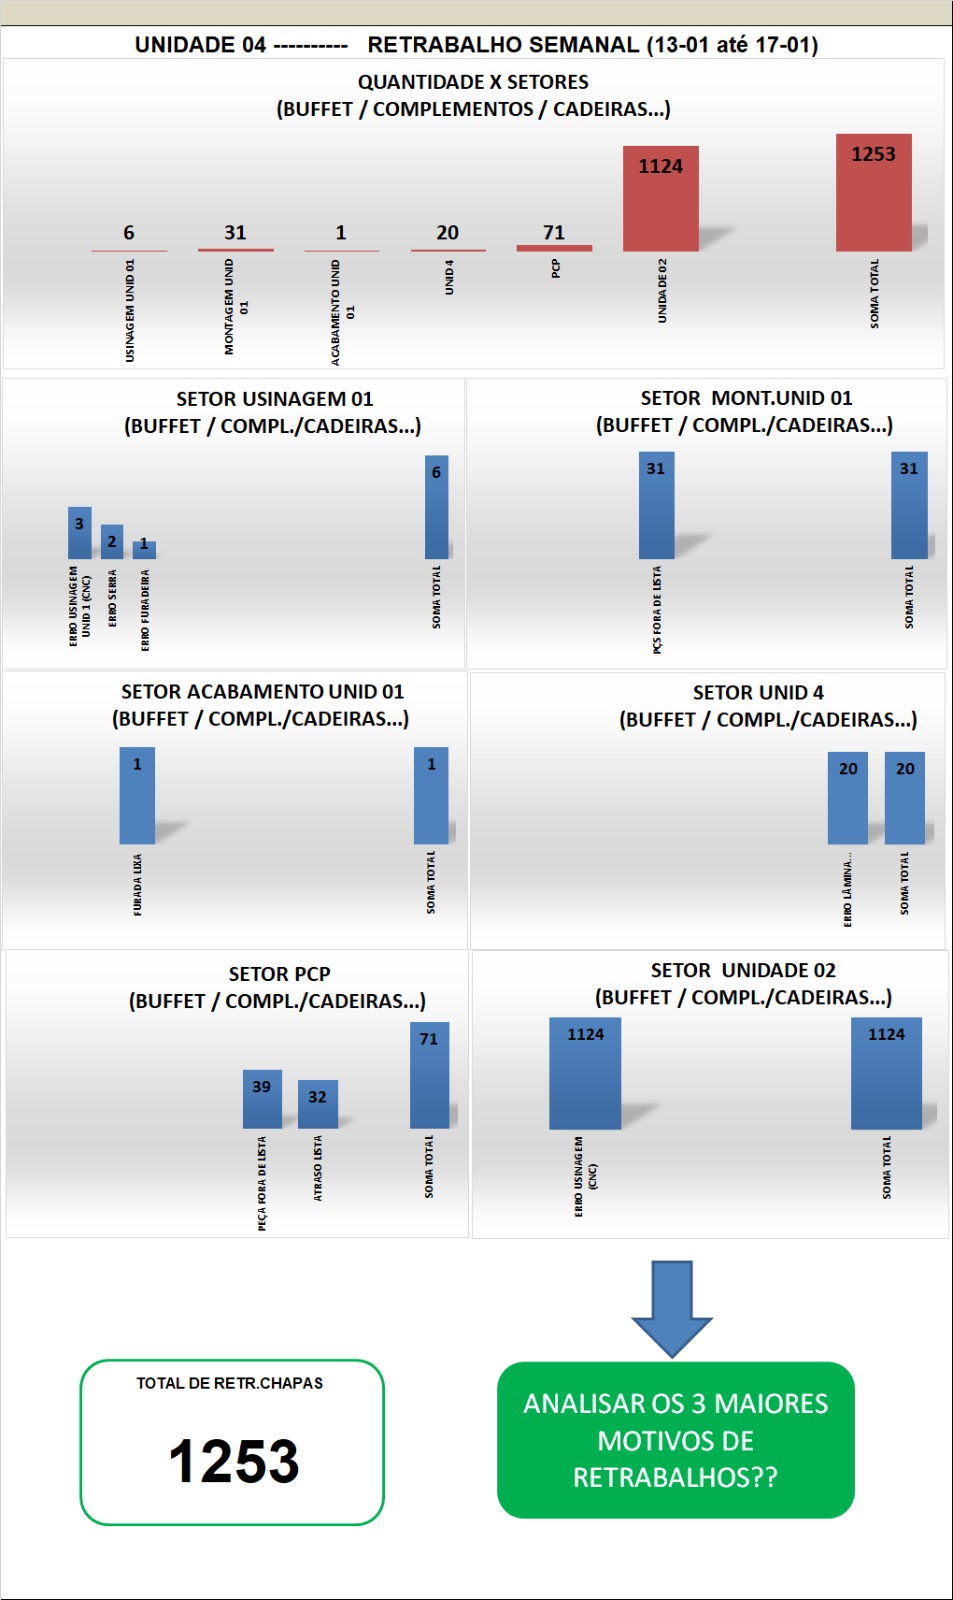 UNIDADE 04 ---------- RETRABALHO SEMANAL (13-01 até 17-01)
QUANTIDADE X SETORES
(BUFFET / COMPLEMENTOS / CADEIRAS...)
6
31
1
20
71
1124
1253
USINAGEM UNID 01
MONTAGEM UNID
01
ACABAMENTO UNID
01
UNID 4
PCP
UNIDADE 02
SOMA TOTAL
SETOR USINAGEM 01
(BUFFET / COMPL./CADEIRAS...)
3
2
1
6
ERRO USINAGEM
UNID 1 (CNC)
ERRO SERRA
ERRO FURADEIRA
SOMA TOTAL
SETOR MONT.UNID 01
(BUFFET / COMPL./CADEIRAS...)
31
31
PÇS FORA DE LISTA
SOMA TOTAL
SETOR ACABAMENTO UNID 01
(BUFFET / COMPL./CADEIRAS...)
1
1
FURADA LIXA
SOMA TOTAL
SETOR UNID 4
(BUFFET / COMPL./CADEIRAS...)
20
20
ERRO LÂMINA...
SOMA TOTAL
SETOR PCP
(BUFFET / COMPL./CADEIRAS...)
39
32
71
PEÇA FORA DE LISTA
ATRASO LISTA
SOMA TOTAL
SETOR UNIDADE 02
(BUFFET / COMPL./CADEIRAS...)
1124
1124
ERRO USINAGEM
(CNC)
SOMA TOTAL
TOTAL DE RETR.CHAPAS
1253
ANALISAR OS 3 MAIORES
MOTIVOS DE
RETRABALHOS??